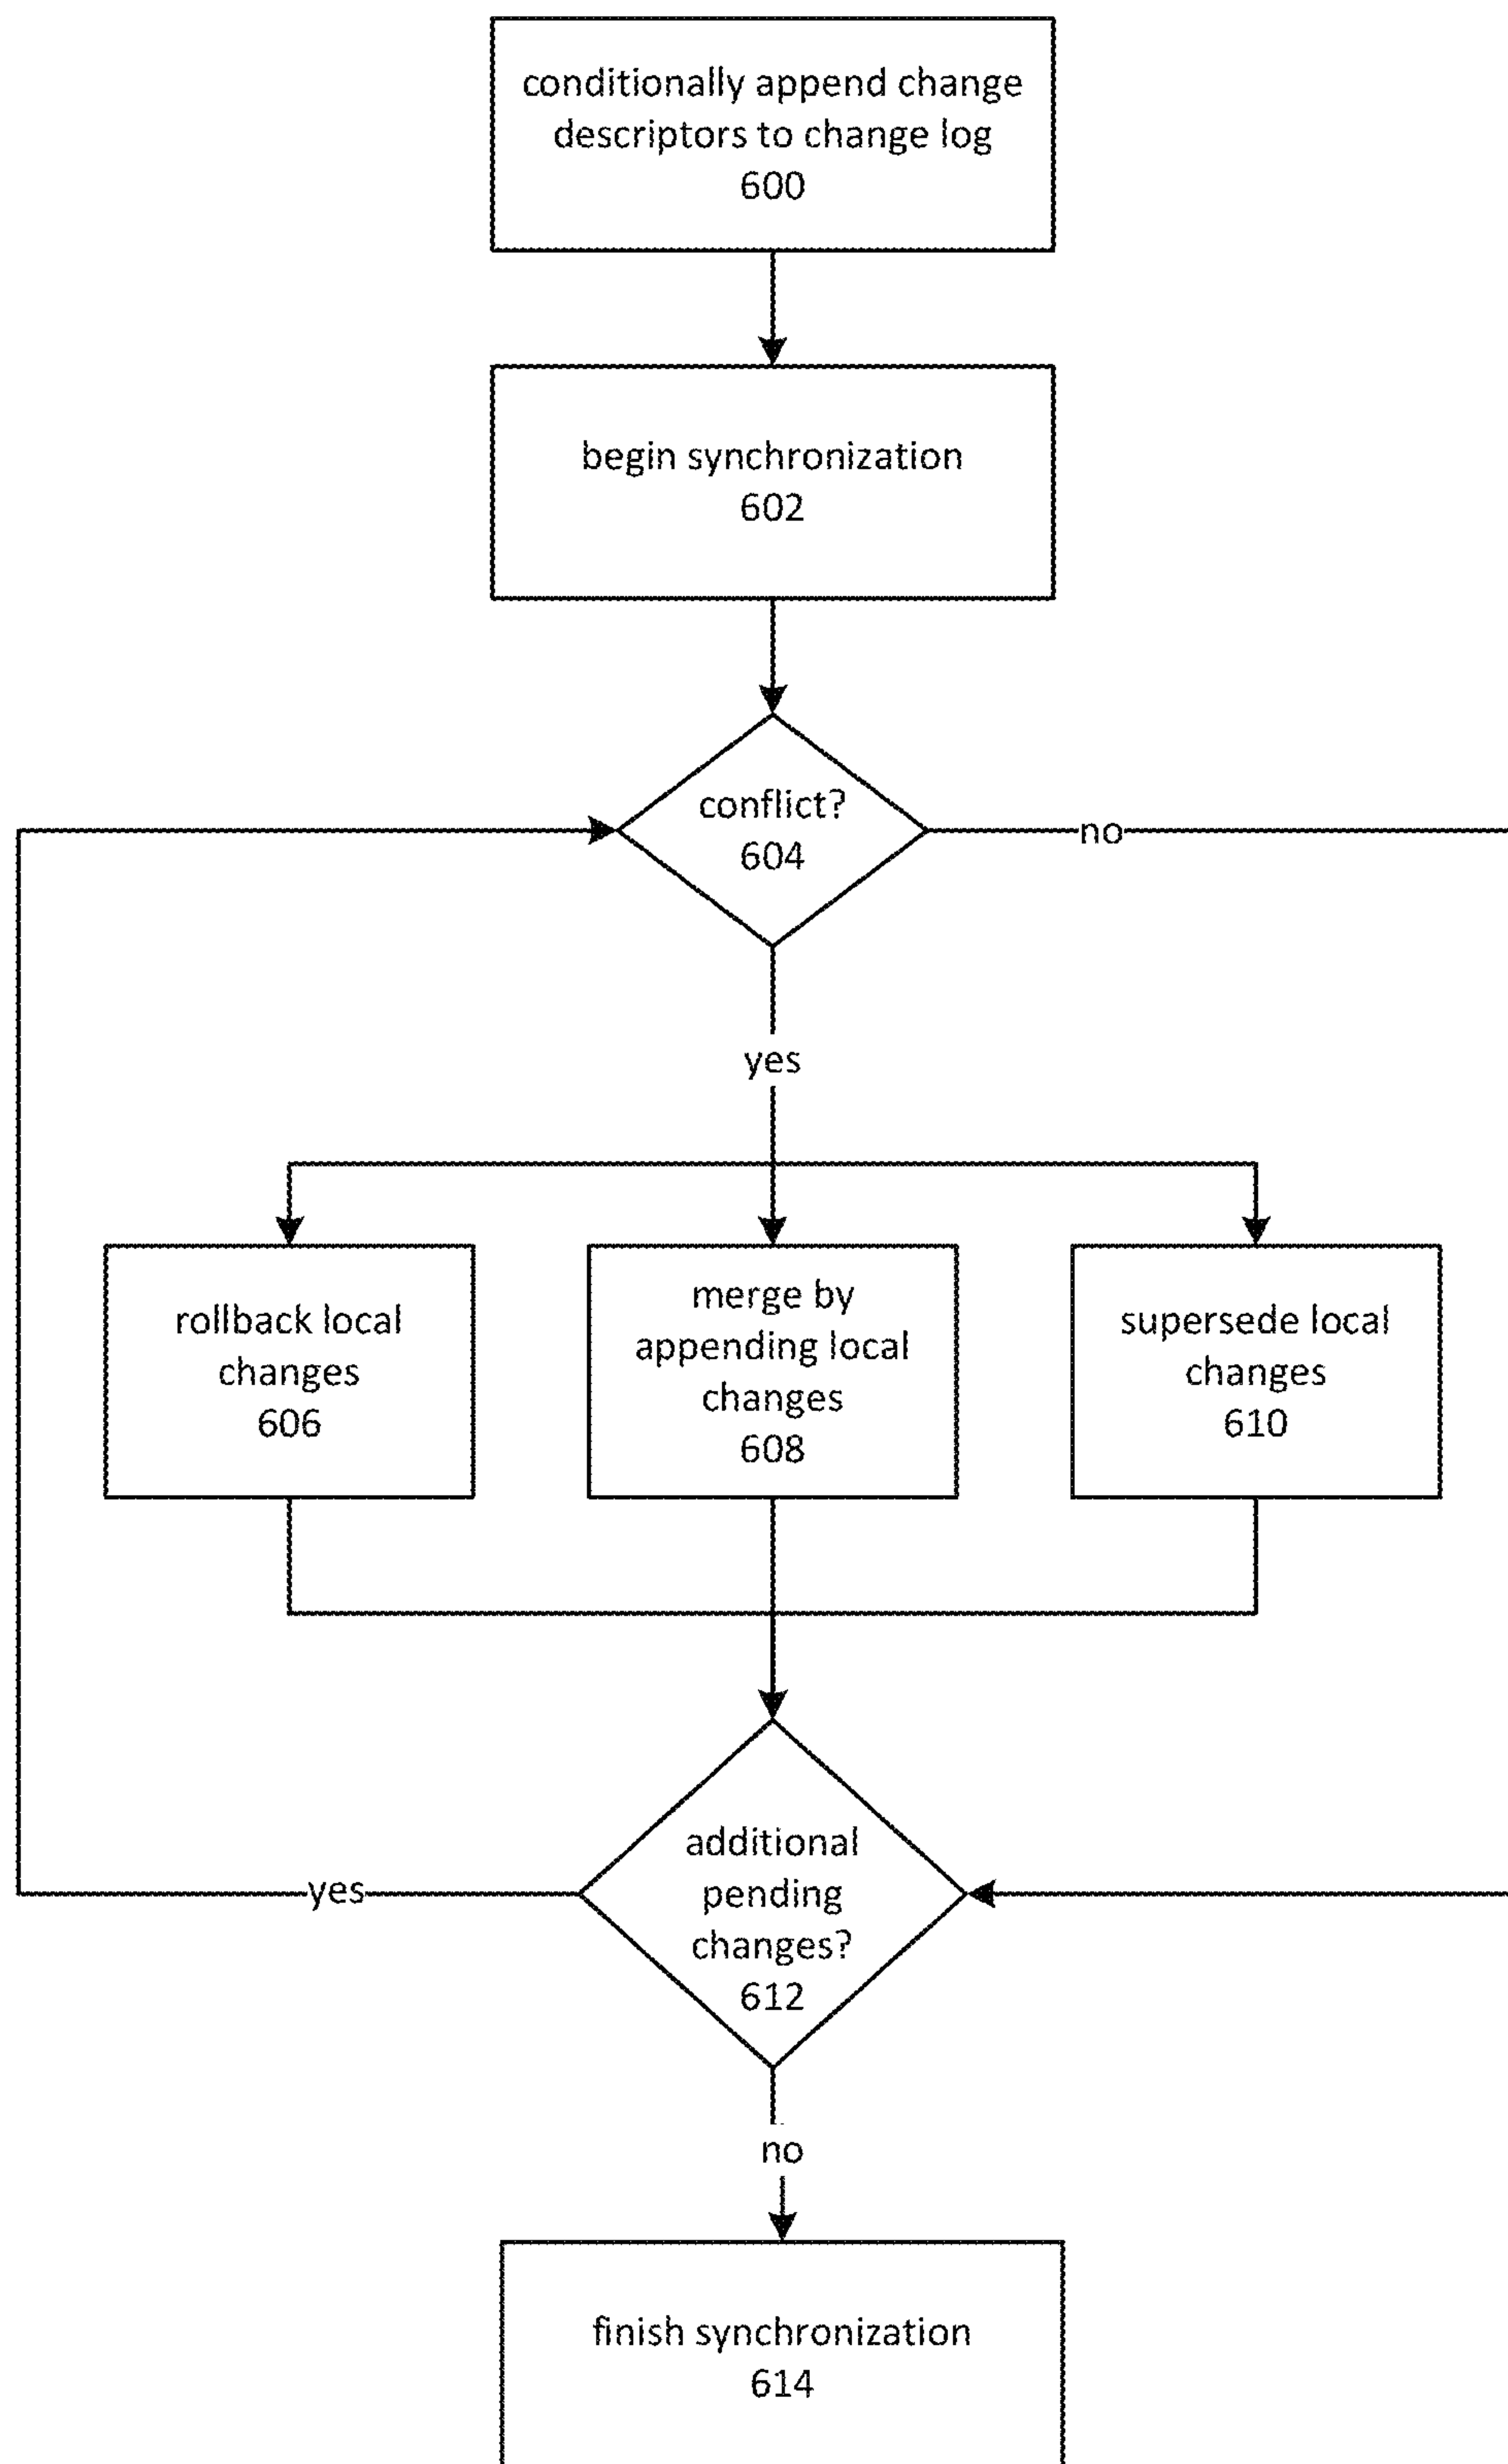 conditionally append change
descriptors to change log
600
begin synchronization
602
conflict?
604
no
yes
rollback local
changes
606
merge by
appending local
changes
608
supersede local
changes
610
additional
pending
changes?
612
yes
no
finish synchronization
614